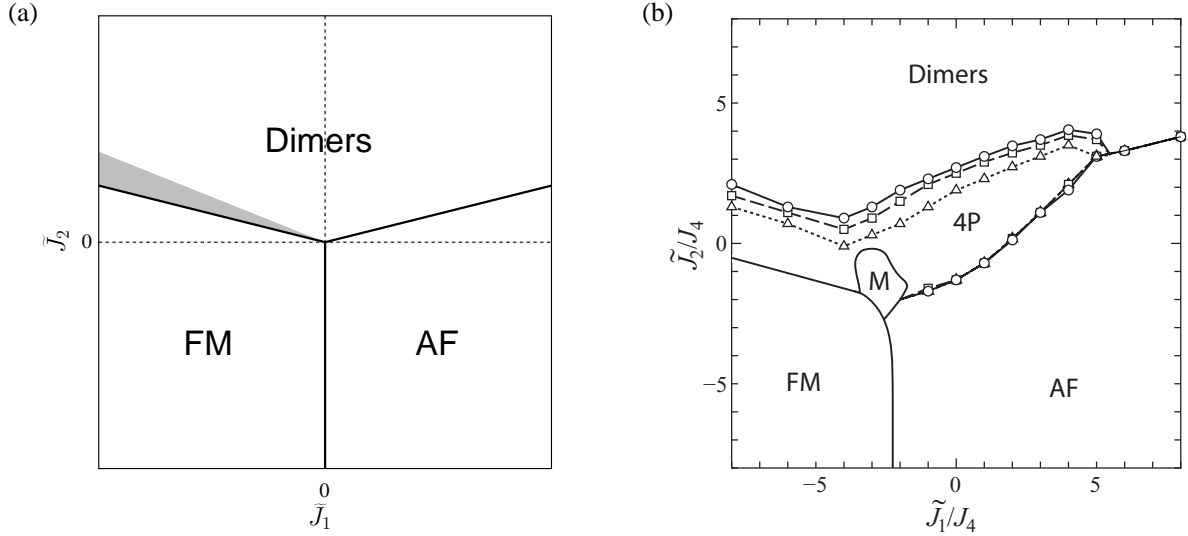 (a)
Dimers
FM
AF
0
J̃₂
0
J̃₁
(b)
Dimers
4P
M
FM
AF
5
0
−5
J̃₂/J₄
−5
0
5
J̃₁/J₄